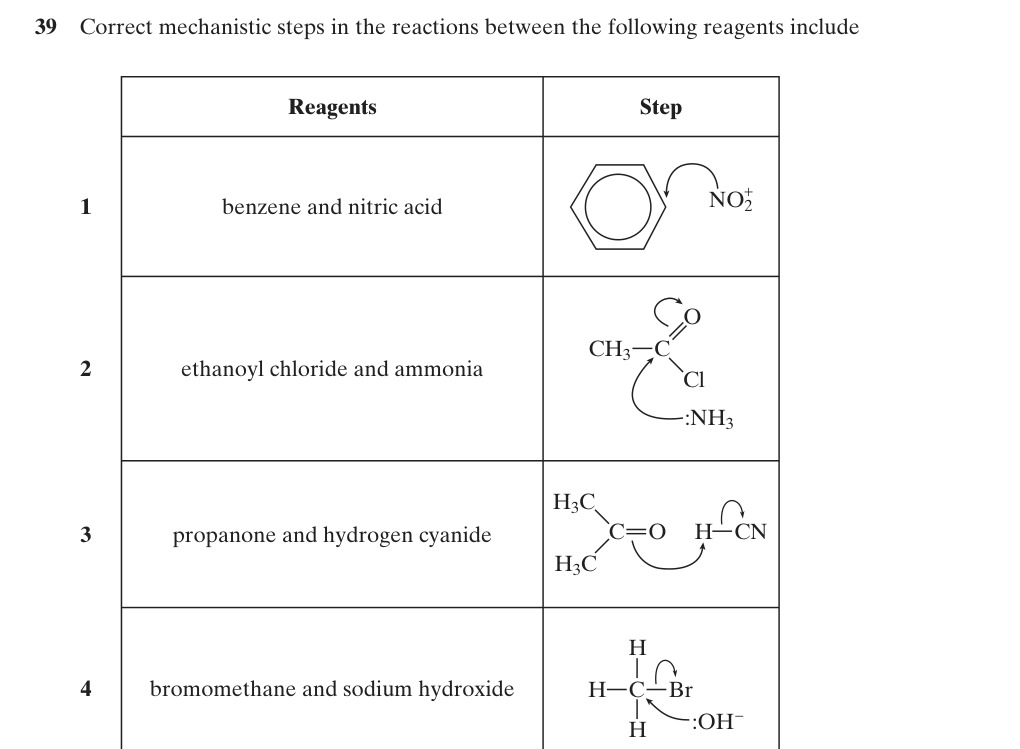 39 Correct mechanistic steps in the reactions between the following reagents include
Reagents Step
1 benzene and nitric acid NO₂⁺
O
2 ethanoyl chloride and ammonia CH₃—C
Cl
:NH₃
H₃C
3 propanone and hydrogen cyanide C=O H—CN
H₃C
H
4 bromomethane and sodium hydroxide H—C—Br
H :OH⁻